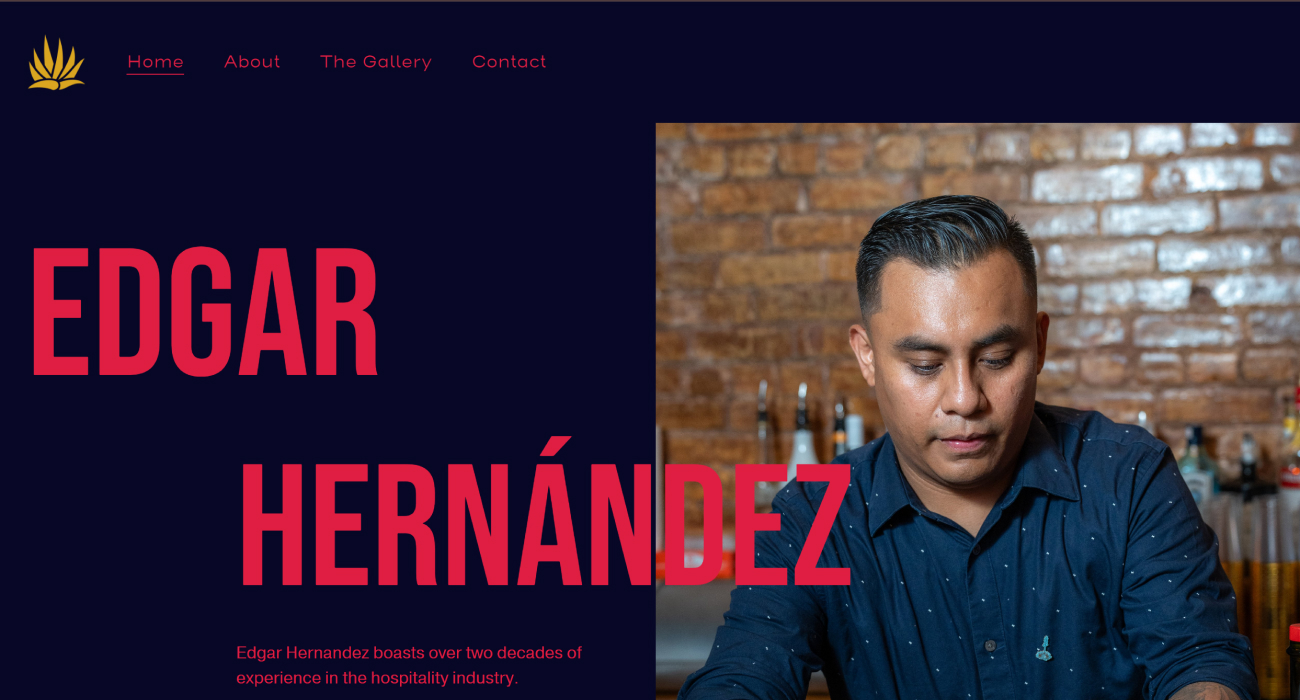 Home About The Gallery Contact
EDGAR
HERNÁNDEZ
Edgar Hernandez boasts over two decades of
experience in the hospitality industry.